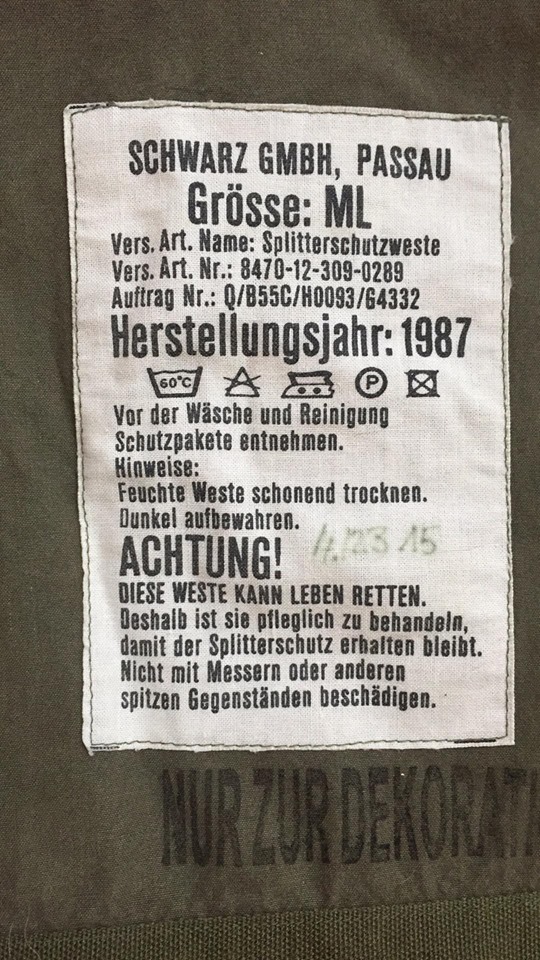 SCHWARZ GMBH, PASSAU
Grösse: ML
Vers. Art. Name: Splitterschutzweste
Vers. Art. Nr.: 8470-12-309-0289
Auftrag Nr.: Q/B55C/H0093/G4332
Herstellungsjahr: 1987
60°C P
Vor der Wäsche und Reinigung
Schutzpakete entnehmen.
Hinweise:
Feuchte Weste schonend trocknen.
Dunkel aufbewahren.
ACHTUNG!
DIESE WESTE KANN LEBEN RETTEN.
Deshalb ist sie pfleglich zu behandeln,
damit der Splitterschutz erhalten bleibt.
Nicht mit Messern oder anderen
spitzen Gegenständen beschädigen.
NUR ZUR DEKORATI